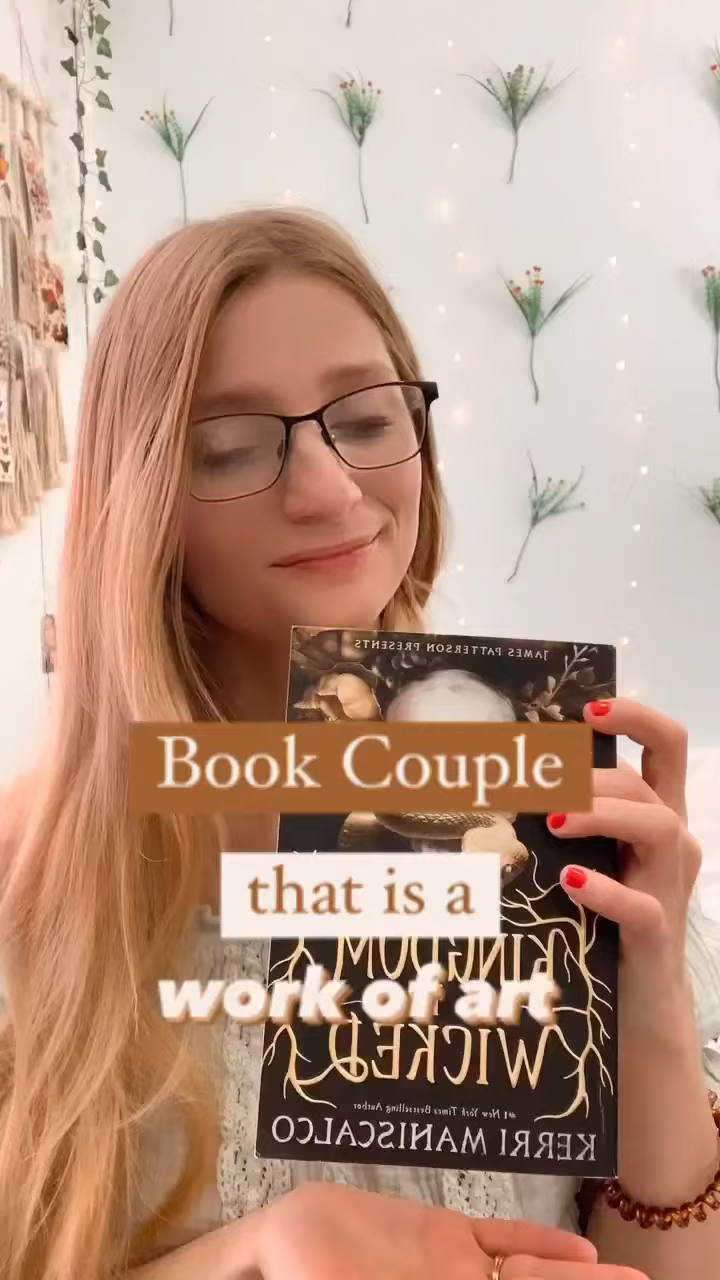 JAMES PATTERSON PRESENTS
Book Couple
that is a
KINGDOM
work of art
WICKED
#1 New York Times Bestselling Author
KERRI MANISCALCO